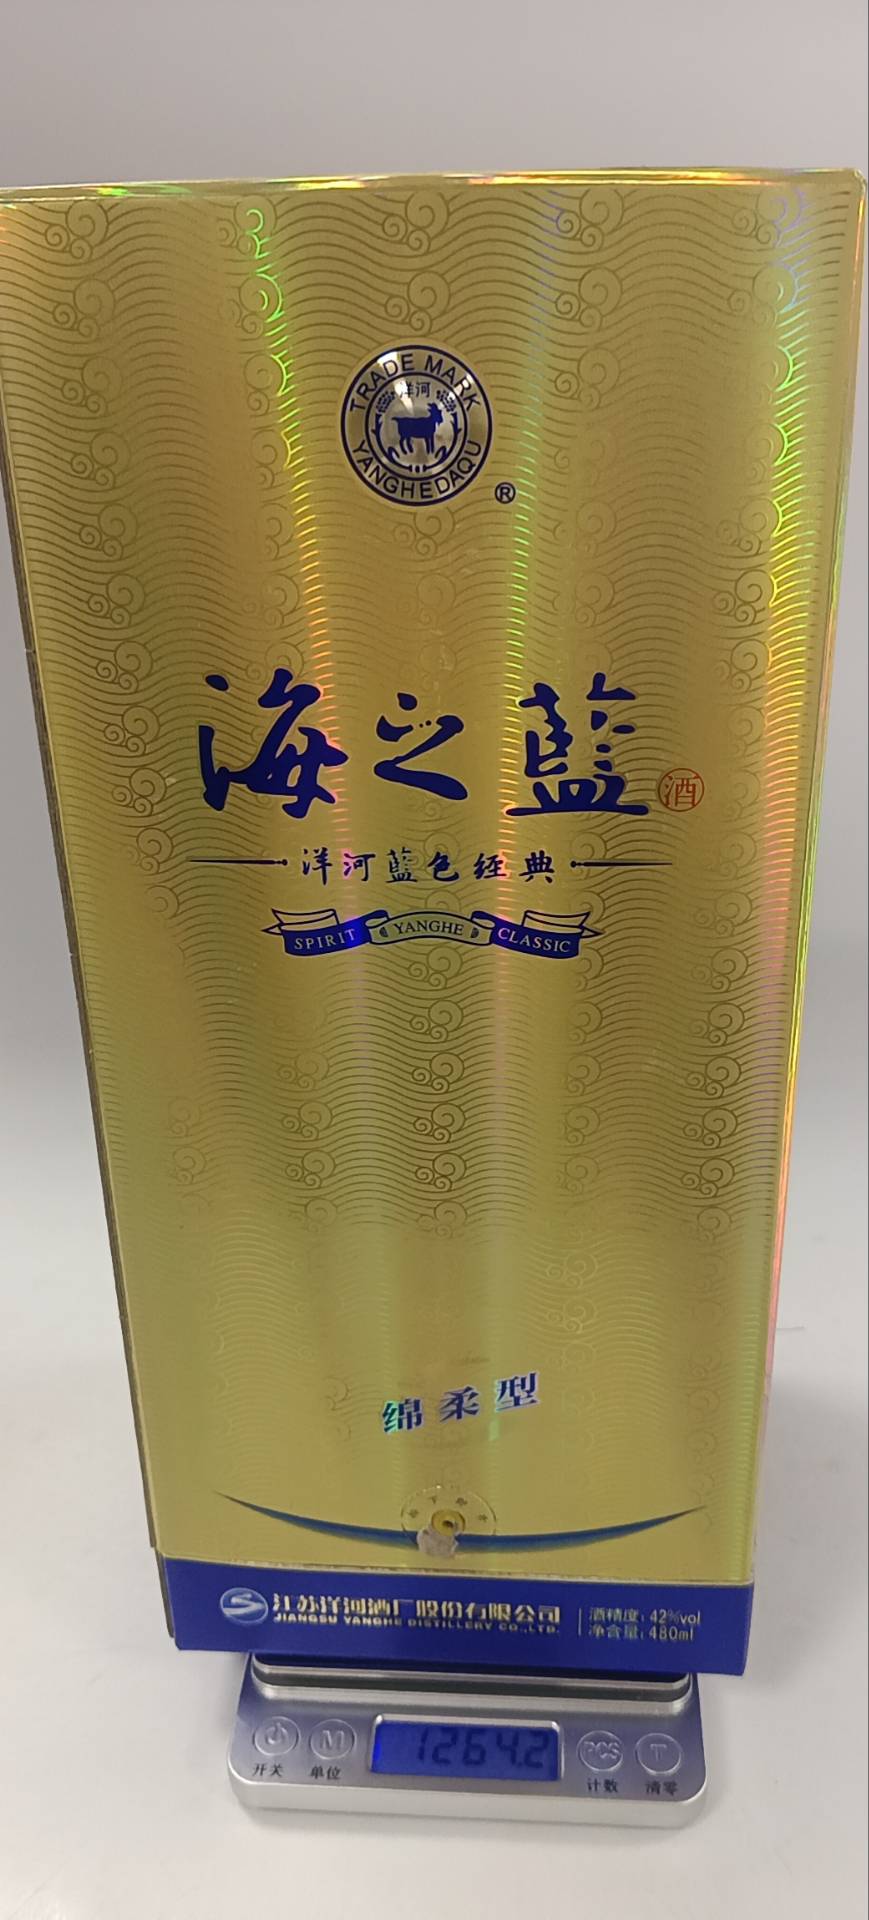 TRADE MARK
洋河
YANGHEDAQU
®
海之藍
酒
洋河藍色经典
SPIRIT YANGHE CLASSIC
绵柔型
江苏洋河酒厂股份有限公司
JIANGSU YANGHE DISTILLERY CO.,LTD.
酒精度:42%vol
净含量:480ml
M 1264.2 PCS T
开关 单位 计数 清零